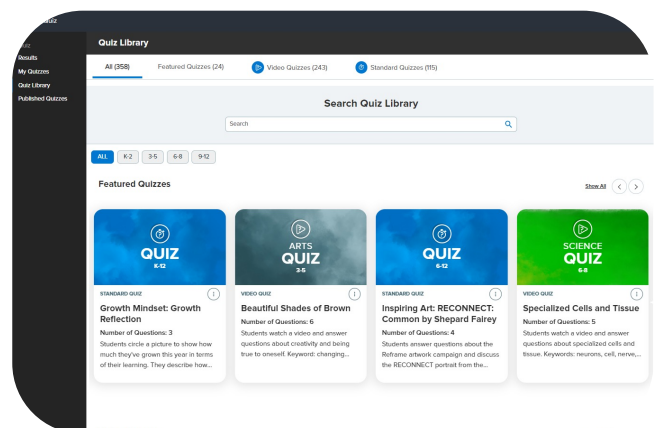 Quiz Library
Results
My Quizzes
Quiz Library
Published Quizzes
All (358)
Featured Quizzes (24)
Video Quizzes (243)
Standard Quizzes (115)
Search Quiz Library
Search
ALL
K-2
3-5
6-8
9-12
Featured Quizzes
Show All
QUIZ
K-12
STANDARD QUIZ
Growth Mindset: Growth
Reflection
Number of Questions: 3
Students circle a picture to show how
much they've grown this year in terms
of their learning. They describe how...
ARTS
QUIZ
3-5
VIDEO QUIZ
Beautiful Shades of Brown
Number of Questions: 6
Students watch a video and answer
questions about creativity and being
true to oneself. Keyword: changing...
QUIZ
6-12
STANDARD QUIZ
Inspiring Art: RECONNECT:
Common by Shepard Fairey
Number of Questions: 4
Students answer questions about the
Reframe artwork campaign and discuss
the RECONNECT portrait from the...
SCIENCE
QUIZ
6-8
VIDEO QUIZ
Specialized Cells and Tissue
Number of Questions: 5
Students watch a video and answer
questions about specialized cells and
tissue. Keywords: neurons, cell, nerve,...